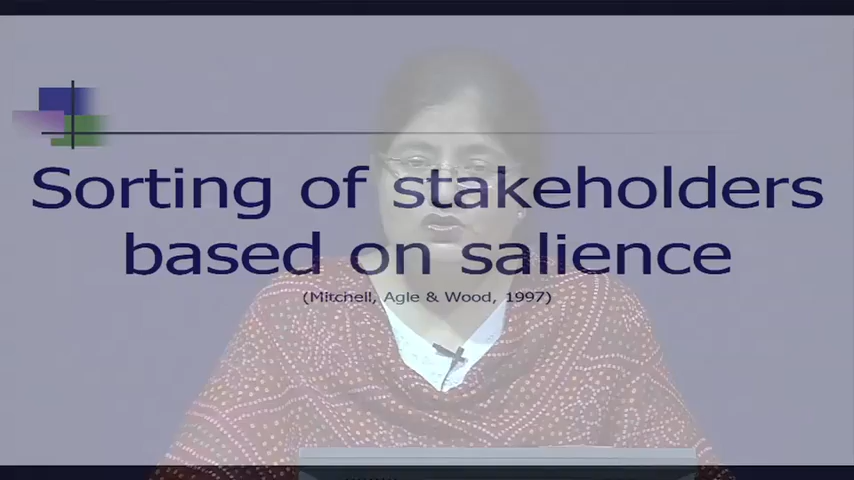 Sorting of stakeholders
based on salience
(Mitchell, Agle & Wood, 1997)